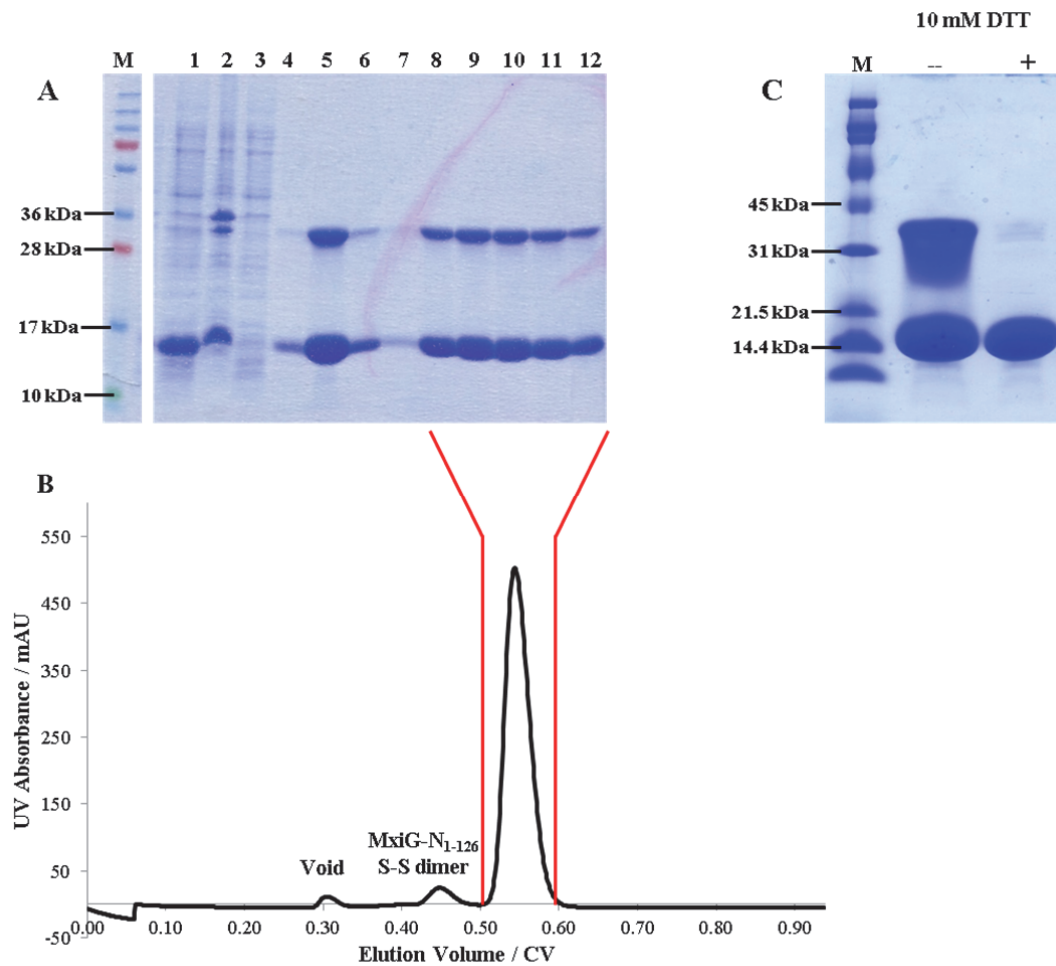 10 mM DTT
M 1 2 3 4 5 6 7 8 9 10 11 12
A
36 kDa
28 kDa
17 kDa
10 kDa
M -- +
C
45 kDa
31 kDa
21.5 kDa
14.4 kDa
B
UV Absorbance / mAU
550
450
350
250
150
50
-50
Void
MxiG-N1-126
S-S dimer
0.00 0.10 0.20 0.30 0.40 0.50 0.60 0.70 0.80 0.90
Elution Volume / CV